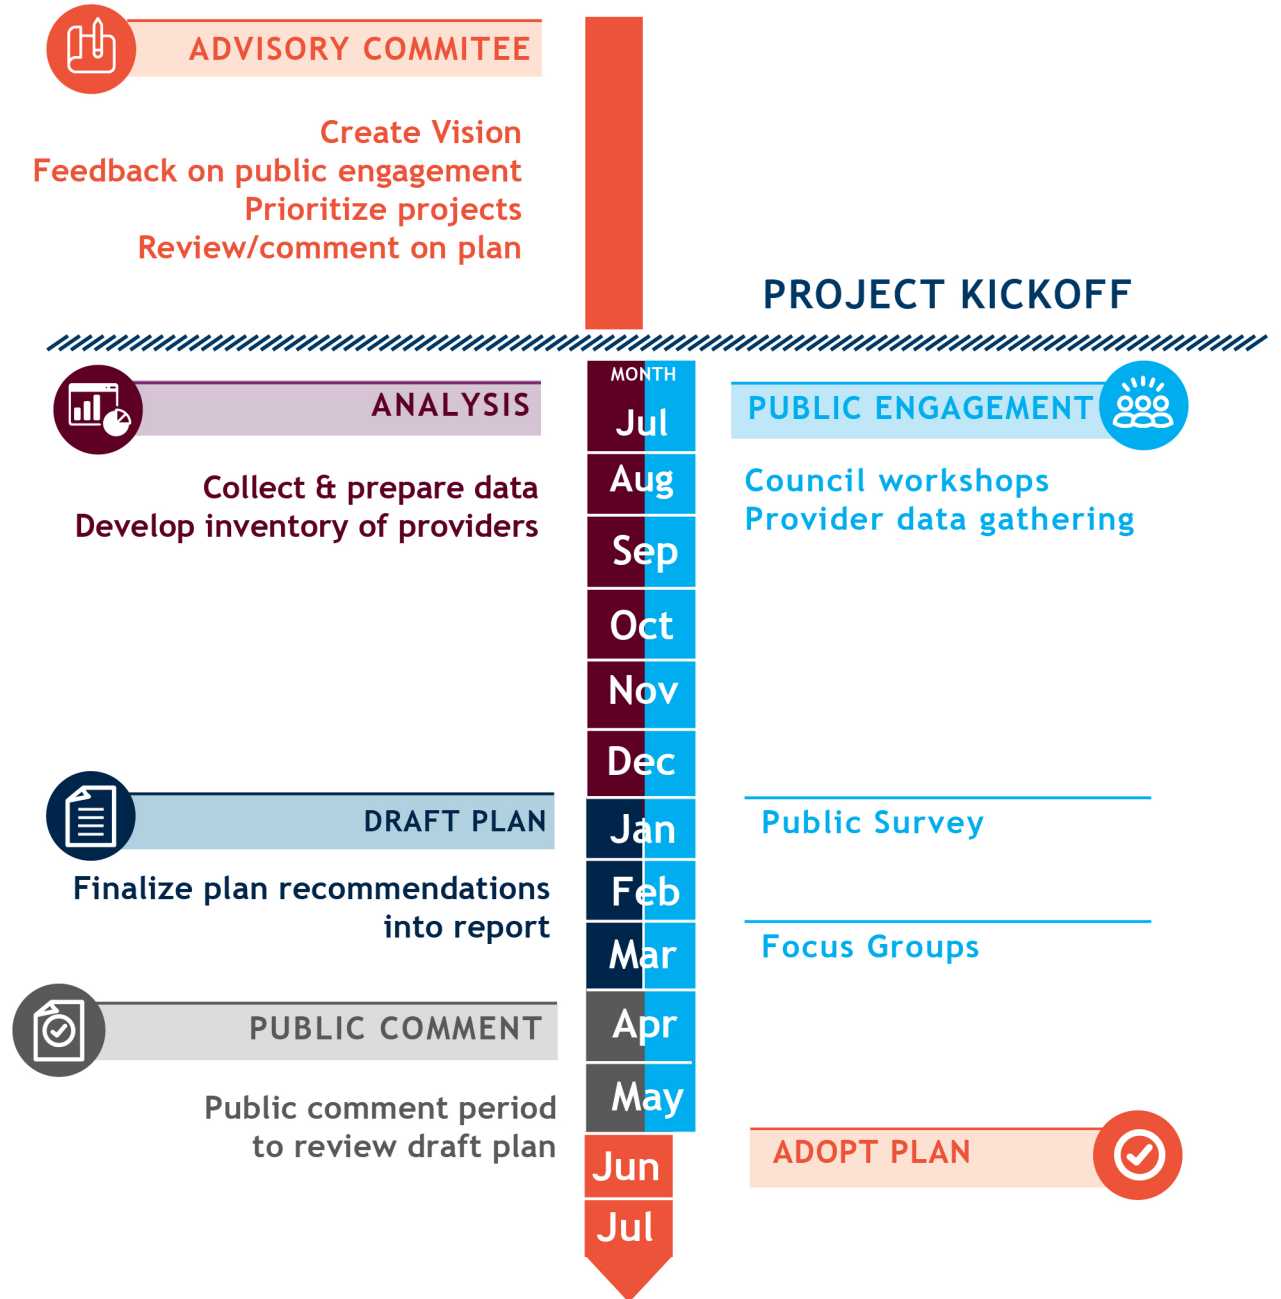 ADVISORY COMMITEE
Create Vision
Feedback on public engagement
Prioritize projects
Review/comment on plan
PROJECT KICKOFF
ANALYSIS
Collect & prepare data
Develop inventory of providers
MONTH
Jul
Aug
Sep
Oct
Nov
Dec
Jan
Feb
Mar
Apr
May
Jun
Jul
PUBLIC ENGAGEMENT
Council workshops
Provider data gathering
DRAFT PLAN
Finalize plan recommendations
into report
Public Survey
Focus Groups
PUBLIC COMMENT
Public comment period
to review draft plan
ADOPT PLAN